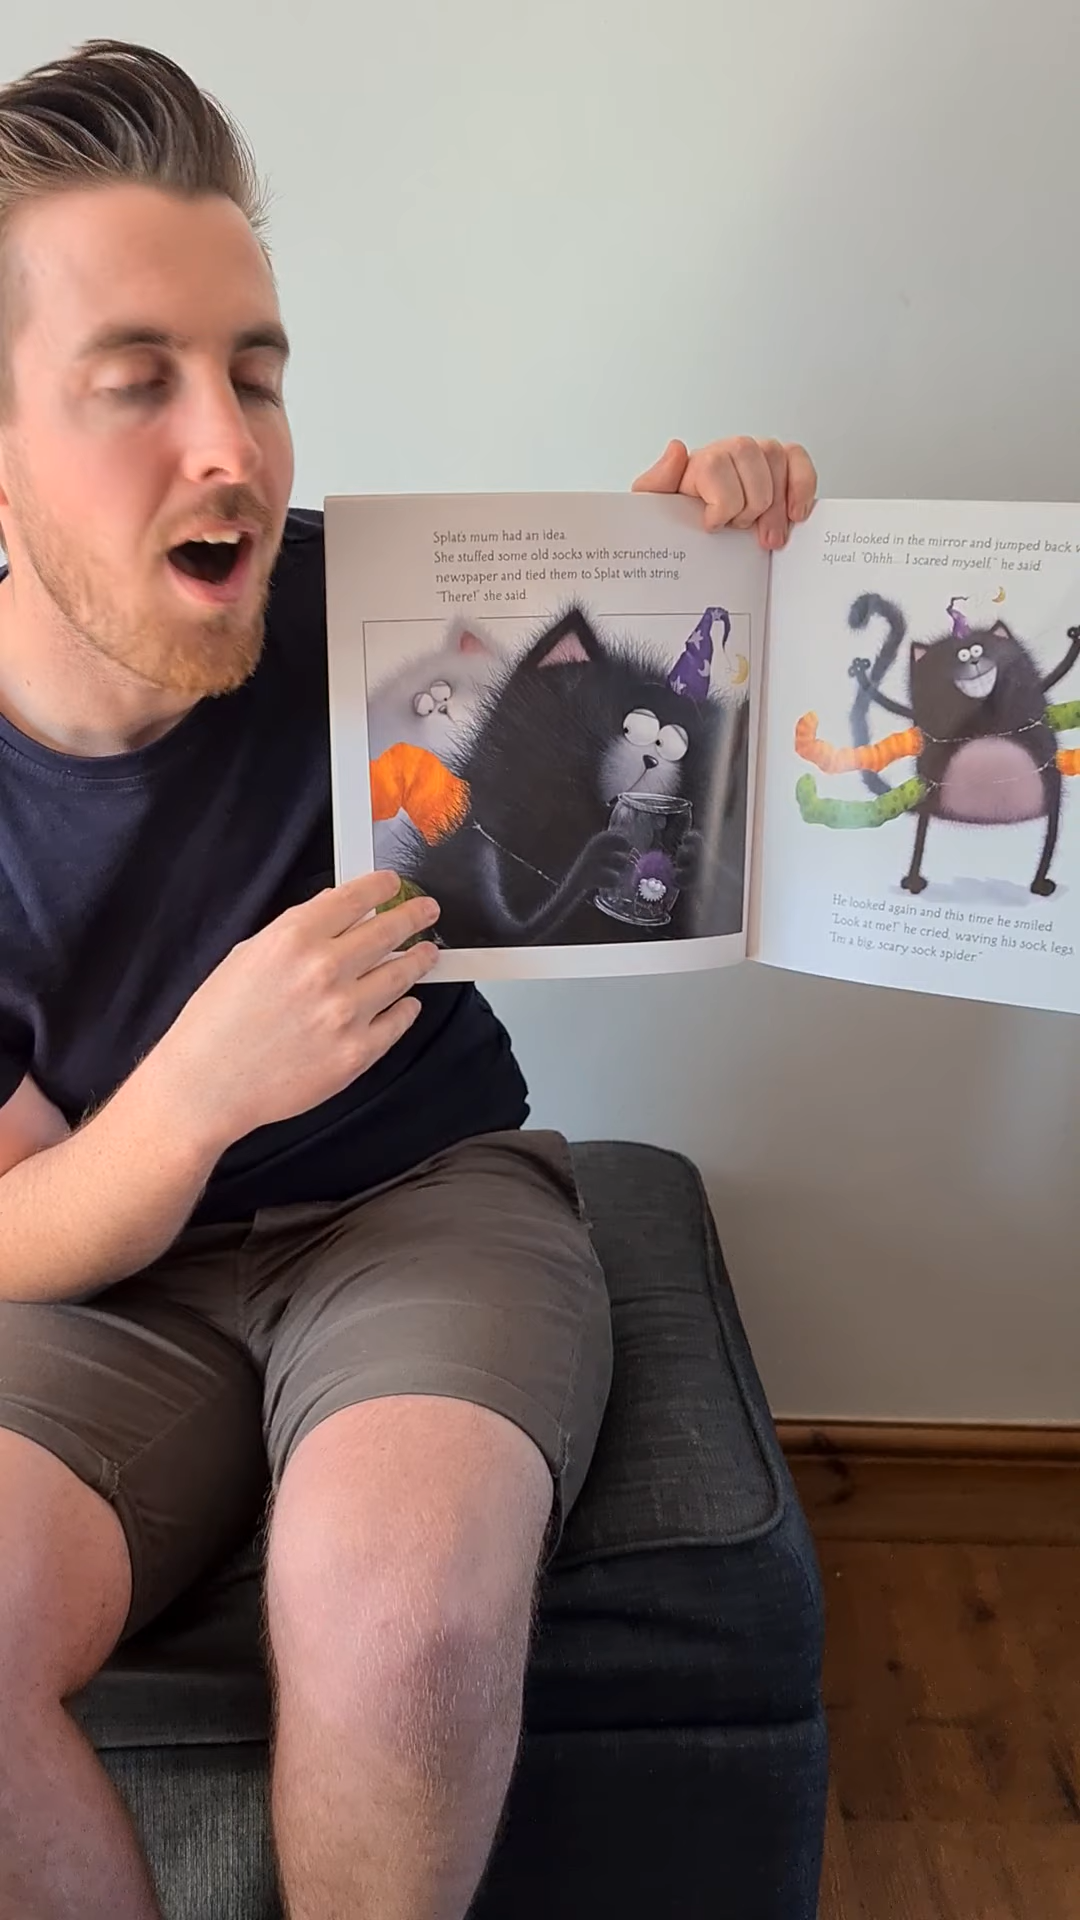 Splat's mum had an idea.
She stuffed some old socks with scrunched-up
newspaper and tied them to Splat with string.
"There!" she said.
Splat looked in the mirror and jumped back
squeal. "Ohhh... I scared myself," he said.
He looked again and this time he smiled.
"Look at me!" he cried, waving his sock legs.
"I'm a big, scary sock spider."